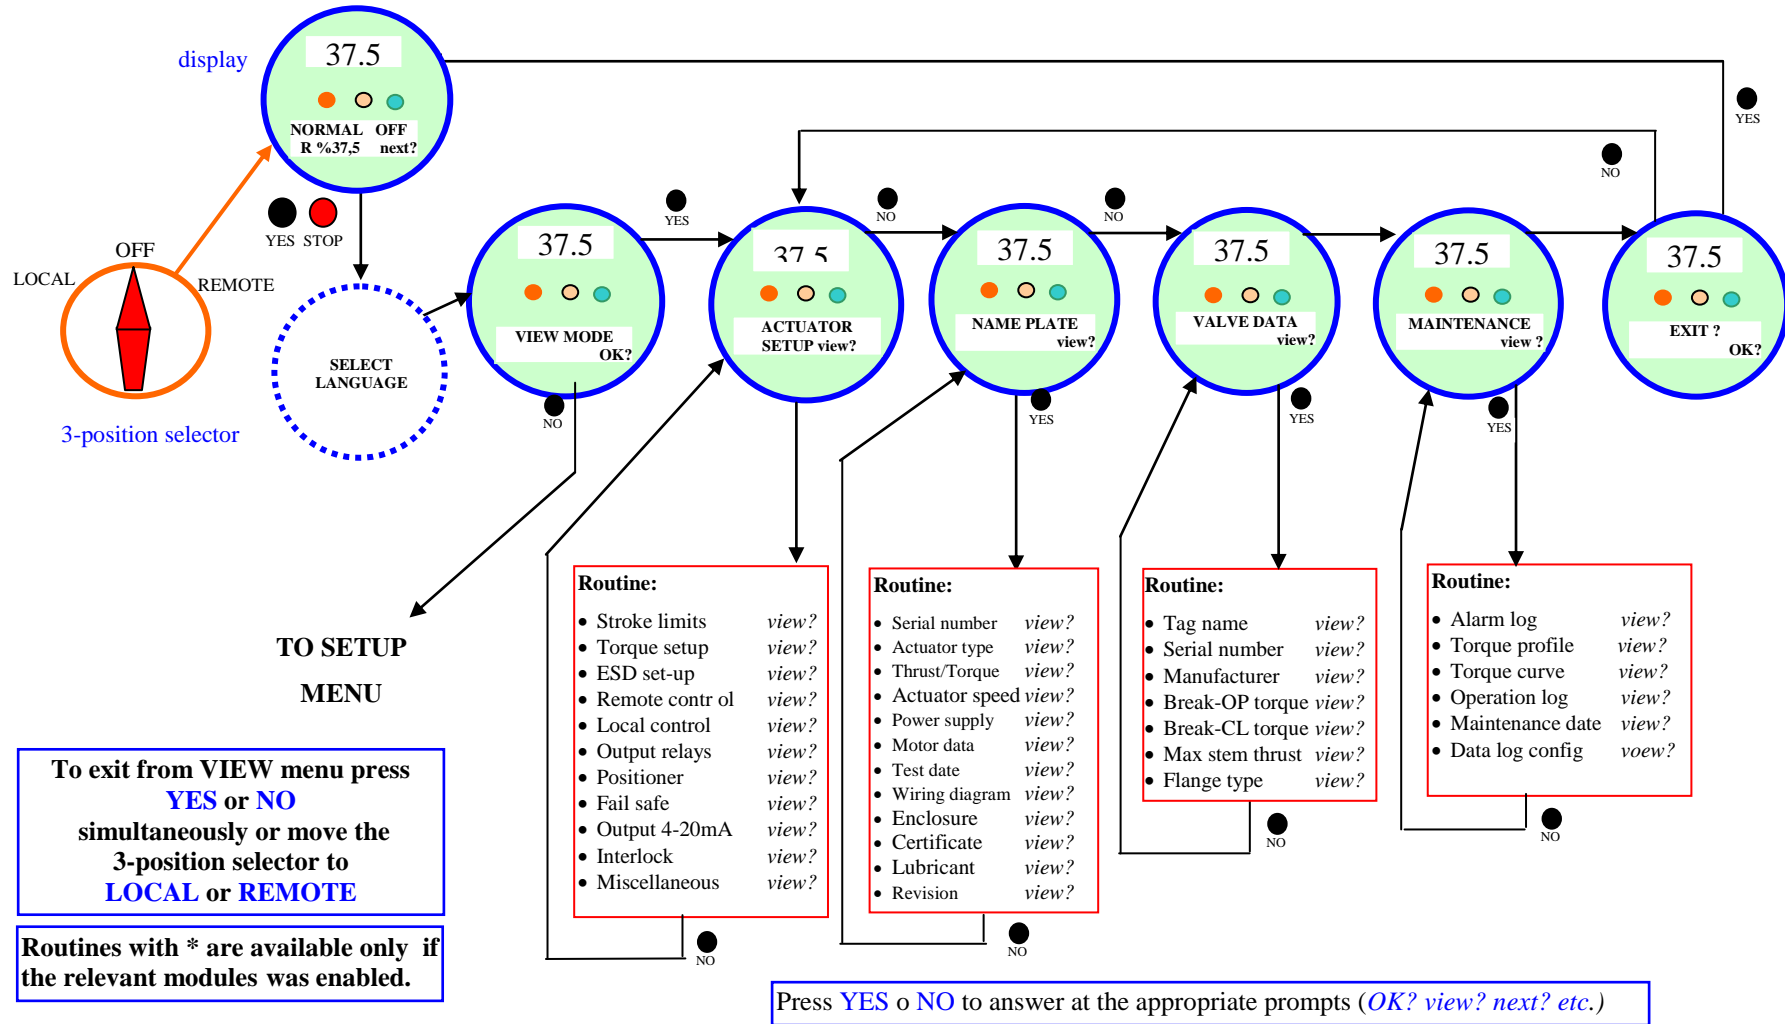 display
37.5
NORMAL OFF
R %37,5 next?
YES STOP
OFF
LOCAL
REMOTE
3-position selector
SELECT
LANGUAGE
37.5
VIEW MODE
OK?
NO
YES
37.5
ACTUATOR
SETUP view?
NO
37.5
NAME PLATE
view?
YES
NO
37.5
VALVE DATA
view?
YES
37.5
MAINTENANCE
view ?
YES
NO
YES
37.5
EXIT ?
OK?
TO SETUP
MENU
Routine:
• Stroke limits view?
• Torque setup view?
• ESD set-up view?
• Remote contr ol view?
• Local control view?
• Output relays view?
• Positioner view?
• Fail safe view?
• Output 4-20mA view?
• Interlock view?
• Miscellaneous view?
NO
Routine:
• Serial number view?
• Actuator type view?
• Thrust/Torque view?
• Actuator speed view?
• Power supply view?
• Motor data view?
• Test date view?
• Wiring diagram view?
• Enclosure view?
• Certificate view?
• Lubricant view?
• Revision view?
NO
Routine:
• Tag name view?
• Serial number view?
• Manufacturer view?
• Break-OP torque view?
• Break-CL torque view?
• Max stem thrust view?
• Flange type view?
NO
Routine:
• Alarm log view?
• Torque profile view?
• Torque curve view?
• Operation log view?
• Maintenance date view?
• Data log config voew?
NO
To exit from VIEW menu press
YES or NO
simultaneously or move the
3-position selector to
LOCAL or REMOTE
Routines with * are available only if
the relevant modules was enabled.
Press YES o NO to answer at the appropriate prompts (OK? view? next? etc.)